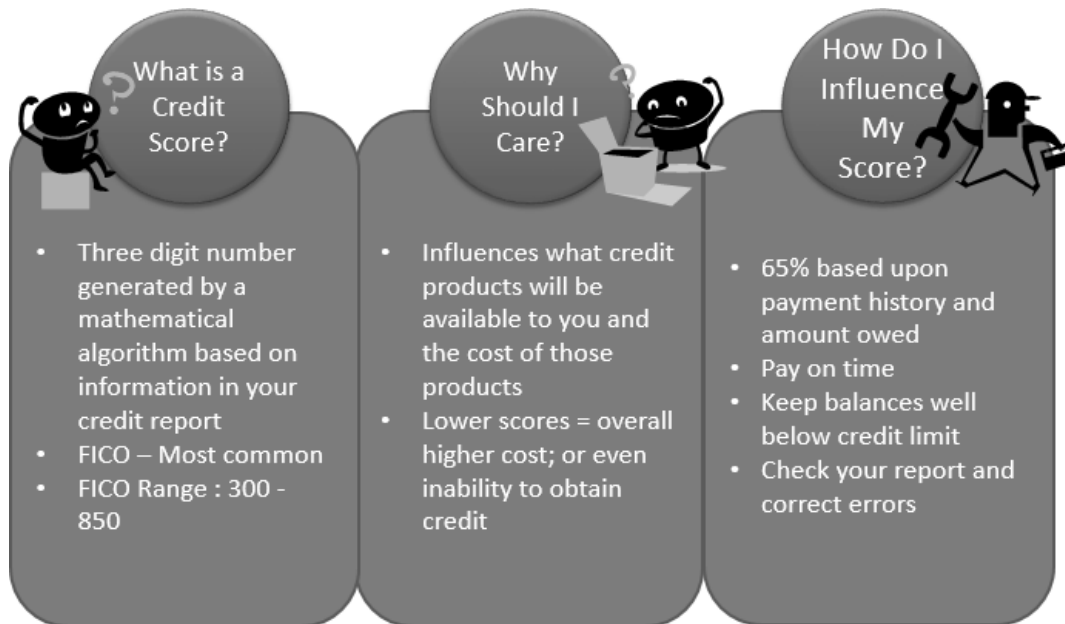 What is a
Credit
Score?
• Three digit number
generated by a
mathematical
algorithm based on
information in your
credit report
• FICO – Most common
• FICO Range : 300 -
850
Why
Should I
Care?
• Influences what credit
products will be
available to you and
the cost of those
products
• Lower scores = overall
higher cost; or even
inability to obtain
credit
How Do I
Influence
My
Score?
• 65% based upon
payment history and
amount owed
• Pay on time
• Keep balances well
below credit limit
• Check your report and
correct errors